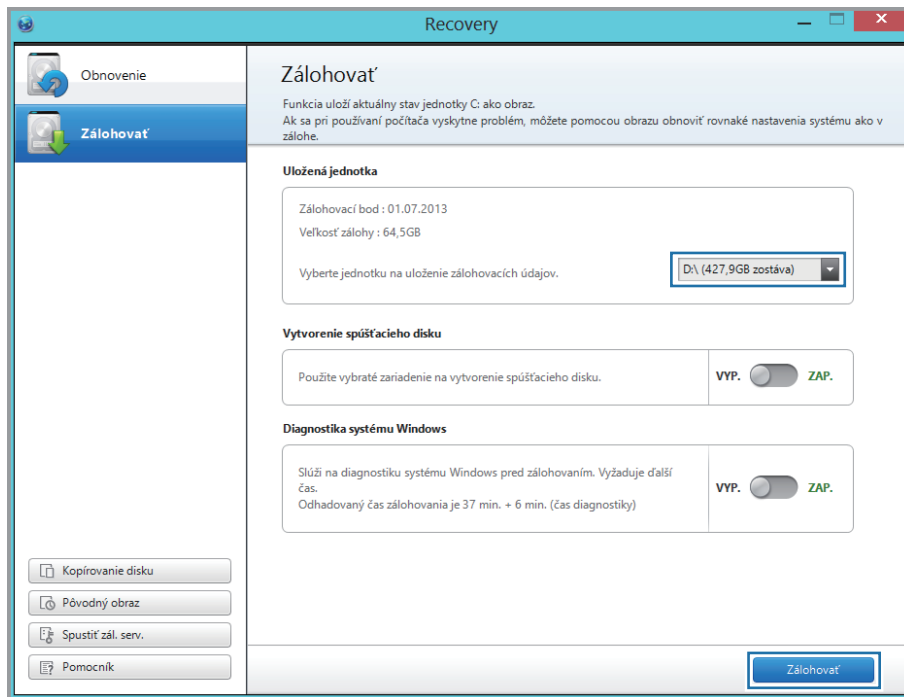 Recovery
Obnovenie
Zálohovať
Zálohovať
Funkcia uloží aktuálny stav jednotky C: ako obraz.
Ak sa pri používaní počítača vyskytne problém, môžete pomocou obrazu obnoviť rovnaké nastavenia systému ako v
zálohe.
Uložená jednotka
Zálohovací bod : 01.07.2013
Veľkosť zálohy : 64,5GB
Vyberte jednotku na uloženie zálohovacích údajov.
D:\ (427,9GB zostáva)
Vytvorenie spúšťacieho disku
Použite vybraté zariadenie na vytvorenie spúšťacieho disku.
VYP. ZAP.
Diagnostika systému Windows
Slúži na diagnostiku systému Windows pred zálohovaním. Vyžaduje ďalší
čas.
Odhadovaný čas zálohovania je 37 min. + 6 min. (čas diagnostiky)
VYP. ZAP.
Kopírovanie disku
Pôvodný obraz
Spustiť zál. serv.
Pomocník
Zálohovať